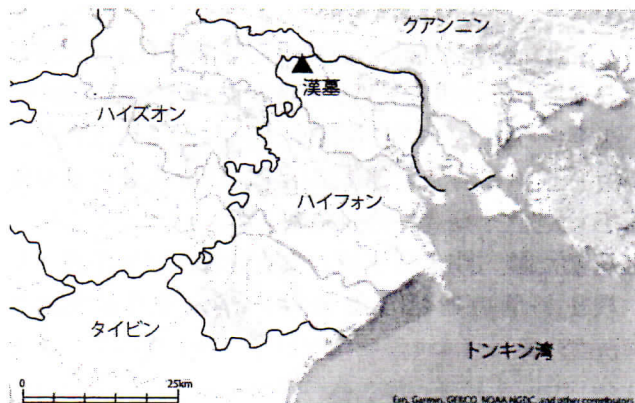 クアンニン
漢墓
ハイズオン
ハイフォン
タイビン
トンキン湾
0 25km
Esri, Garmin, GEBCO, NOAA NGDC, and other contributors